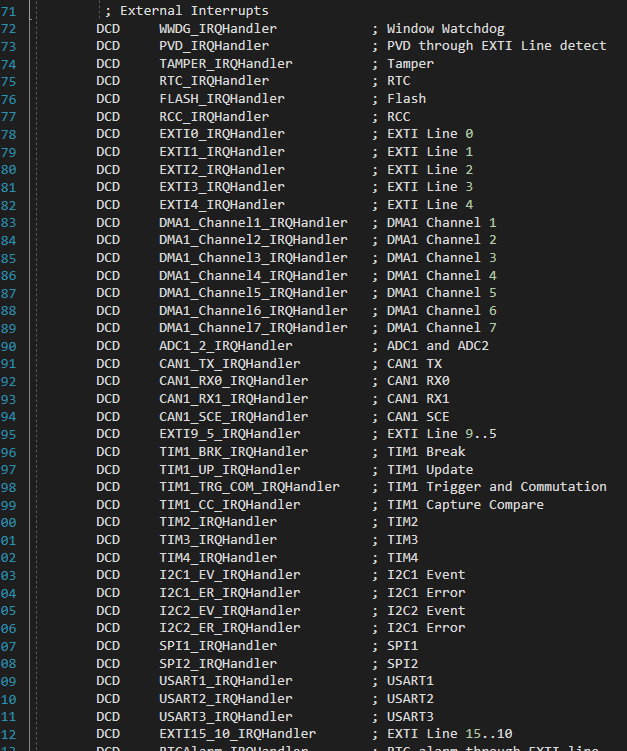 71 ; External Interrupts
72 DCD WWDG_IRQHandler ; Window Watchdog
73 DCD PVD_IRQHandler ; PVD through EXTI Line detect
74 DCD TAMPER_IRQHandler ; Tamper
75 DCD RTC_IRQHandler ; RTC
76 DCD FLASH_IRQHandler ; Flash
77 DCD RCC_IRQHandler ; RCC
78 DCD EXTI0_IRQHandler ; EXTI Line 0
79 DCD EXTI1_IRQHandler ; EXTI Line 1
80 DCD EXTI2_IRQHandler ; EXTI Line 2
81 DCD EXTI3_IRQHandler ; EXTI Line 3
82 DCD EXTI4_IRQHandler ; EXTI Line 4
83 DCD DMA1_Channel1_IRQHandler ; DMA1 Channel 1
84 DCD DMA1_Channel2_IRQHandler ; DMA1 Channel 2
85 DCD DMA1_Channel3_IRQHandler ; DMA1 Channel 3
86 DCD DMA1_Channel4_IRQHandler ; DMA1 Channel 4
87 DCD DMA1_Channel5_IRQHandler ; DMA1 Channel 5
88 DCD DMA1_Channel6_IRQHandler ; DMA1 Channel 6
89 DCD DMA1_Channel7_IRQHandler ; DMA1 Channel 7
90 DCD ADC1_2_IRQHandler ; ADC1 and ADC2
91 DCD CAN1_TX_IRQHandler ; CAN1 TX
92 DCD CAN1_RX0_IRQHandler ; CAN1 RX0
93 DCD CAN1_RX1_IRQHandler ; CAN1 RX1
94 DCD CAN1_SCE_IRQHandler ; CAN1 SCE
95 DCD EXTI9_5_IRQHandler ; EXTI Line 9..5
96 DCD TIM1_BRK_IRQHandler ; TIM1 Break
97 DCD TIM1_UP_IRQHandler ; TIM1 Update
98 DCD TIM1_TRG_COM_IRQHandler ; TIM1 Trigger and Commutation
99 DCD TIM1_CC_IRQHandler ; TIM1 Capture Compare
00 DCD TIM2_IRQHandler ; TIM2
01 DCD TIM3_IRQHandler ; TIM3
02 DCD TIM4_IRQHandler ; TIM4
03 DCD I2C1_EV_IRQHandler ; I2C1 Event
04 DCD I2C1_ER_IRQHandler ; I2C1 Error
05 DCD I2C2_EV_IRQHandler ; I2C2 Event
06 DCD I2C2_ER_IRQHandler ; I2C1 Error
07 DCD SPI1_IRQHandler ; SPI1
08 DCD SPI2_IRQHandler ; SPI2
09 DCD USART1_IRQHandler ; USART1
10 DCD USART2_IRQHandler ; USART2
11 DCD USART3_IRQHandler ; USART3
12 DCD EXTI15_10_IRQHandler ; EXTI Line 15..10
13 DCD RTCAlarm_IRQHandler ; RTC alarm through EXTI line